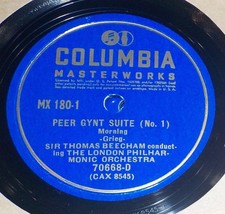 COLUMBIA
MASTERWORKS
MX 180-1
PEER GYNT SUITE (No. 1)
Morning
-Grieg-
SIR THOMAS BEECHAM conduct-
ing THE LONDON PHILHAR-
MONIC ORCHESTRA
70668-D
(CAX 8545)